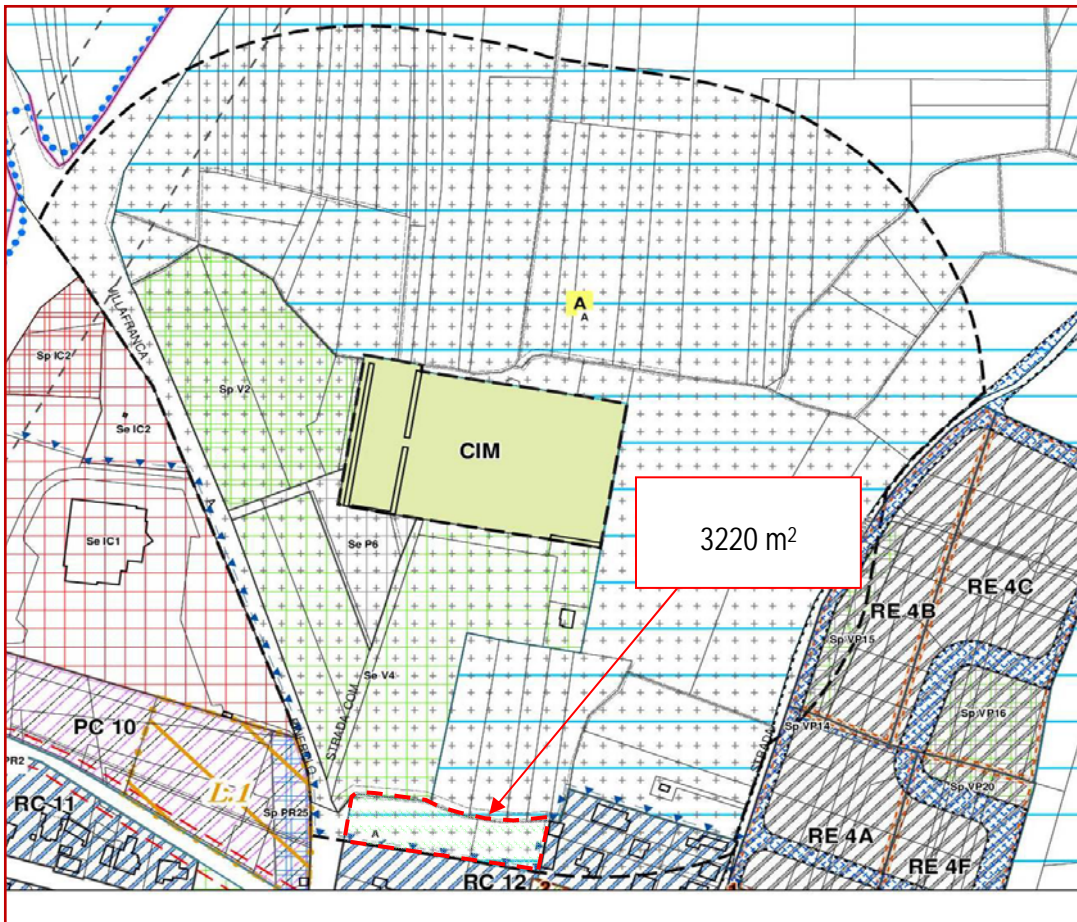 VILLAFRANCA
A
A
Sp IC2
Sp V2
Se IC2
CIM
A
Se IC1
Se P6
3220 m²
RE 4C
RE 4B
Sp VP15
Se V4
STRADA COM.
Sp VP16
PC 10
Sp VP14
STRADA
PR2
L.1
Sp VP20
RC 11
Sp PR25
A
RE 4A
RE 4F
RC 12